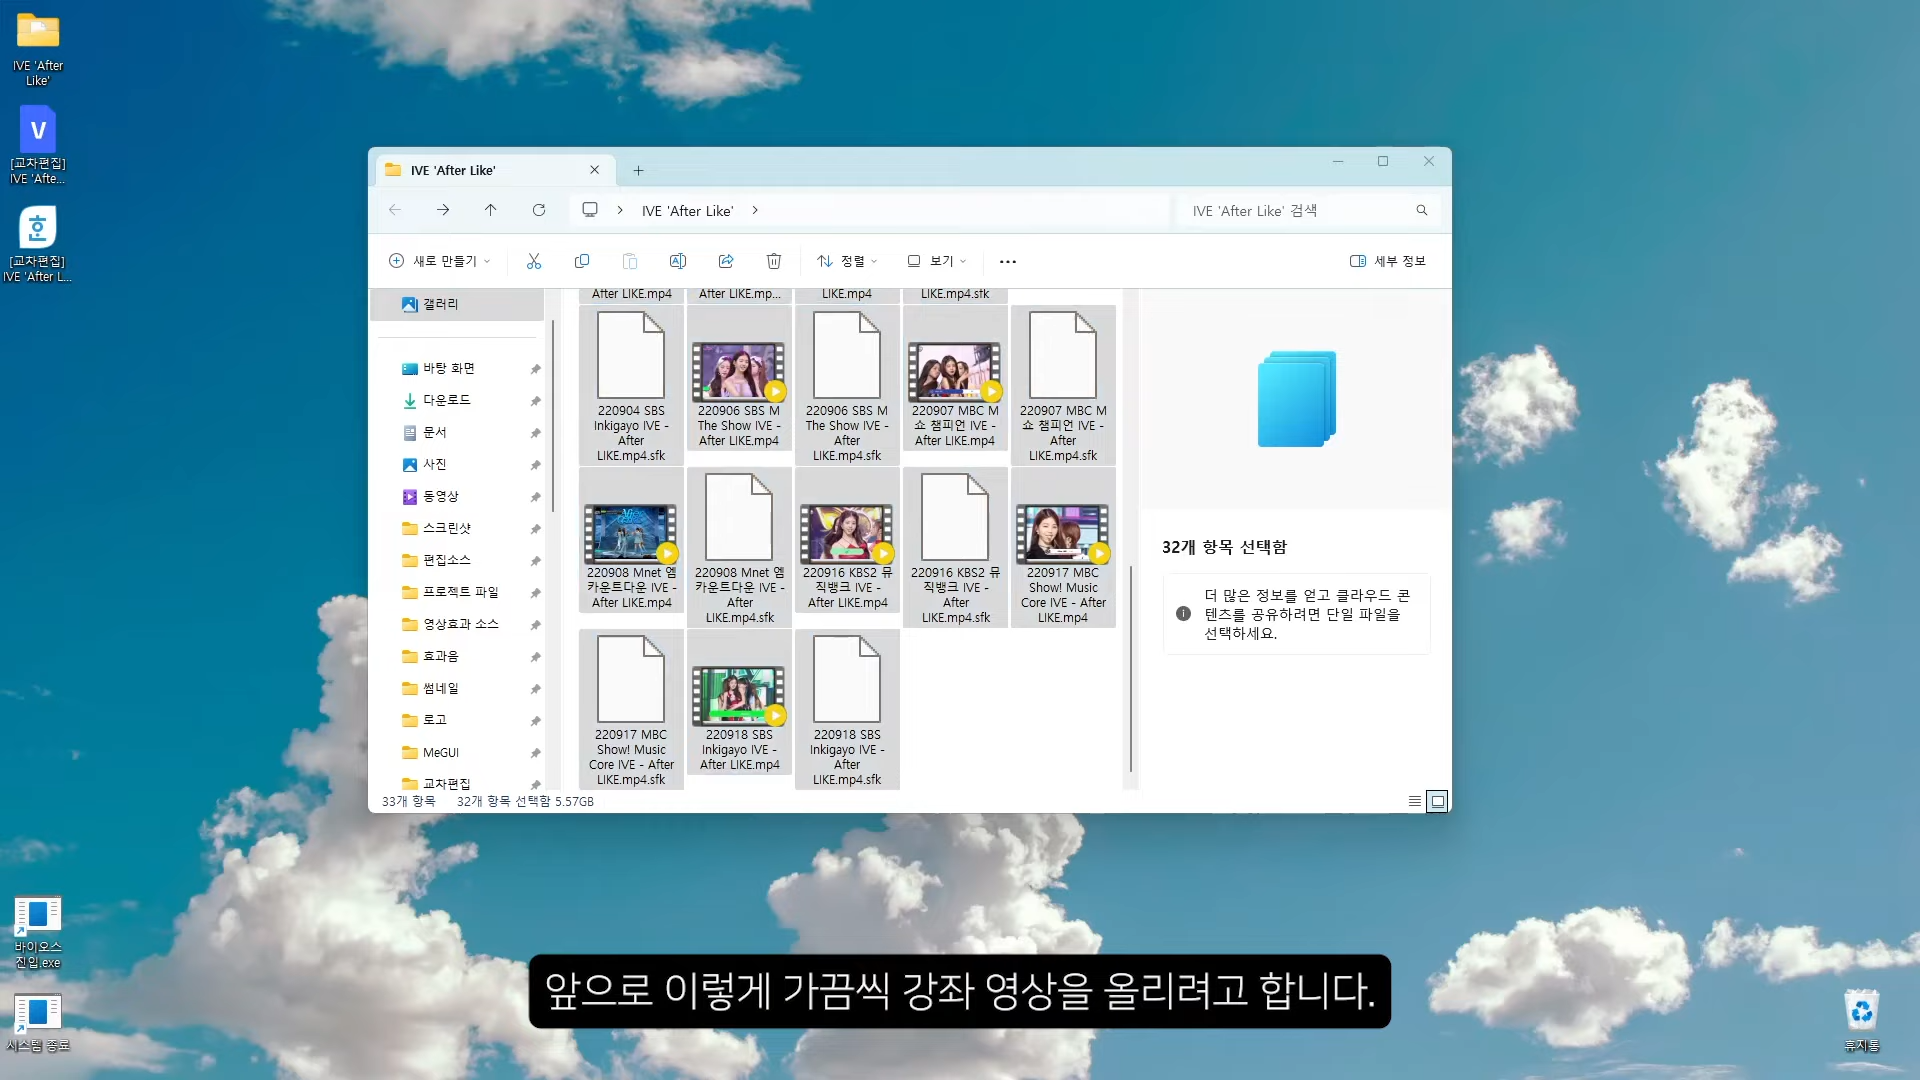 IVE 'After
Like'
V
[교차편집]
IVE 'Afte...
[교차편집]
IVE 'After L...
바이오스
진입.exe
시스템 종료
휴지통
IVE 'After Like'
IVE 'After Like'
IVE 'After Like' 검색
새로 만들기
정렬
보기
세부 정보
갤러리
바탕 화면
다운로드
문서
사진
동영상
스크린샷
편집소스
프로젝트 파일
영상효과 소스
효과음
썸네일
로고
MeGUI
교차편집
After LIKE.mp4
After LIKE.mp...
LIKE.mp4
LIKE.mp4.sfk
220904 SBS
Inkigayo IVE -
After
LIKE.mp4.sfk
220906 SBS M
The Show IVE -
After LIKE.mp4
220906 SBS M
The Show IVE -
After
LIKE.mp4.sfk
220907 MBC M
쇼 챔피언 IVE -
After LIKE.mp4
220907 MBC M
쇼 챔피언 IVE -
After
LIKE.mp4.sfk
220908 Mnet 엠
카운트다운 IVE -
After LIKE.mp4
220908 Mnet 엠
카운트다운 IVE -
After
LIKE.mp4.sfk
220916 KBS2 뮤
직뱅크 IVE -
After LIKE.mp4
220916 KBS2 뮤
직뱅크 IVE -
After
LIKE.mp4.sfk
220917 MBC
Show! Music
Core IVE - After
LIKE.mp4
220917 MBC
Show! Music
Core IVE - After
LIKE.mp4.sfk
220918 SBS
Inkigayo IVE -
After LIKE.mp4
220918 SBS
Inkigayo IVE -
After
LIKE.mp4.sfk
32개 항목 선택함
더 많은 정보를 얻고 클라우드 콘
텐츠를 공유하려면 단일 파일을
선택하세요.
33개 항목
32개 항목 선택함 5.57GB
앞으로 이렇게 가끔씩 강좌 영상을 올리려고 합니다.